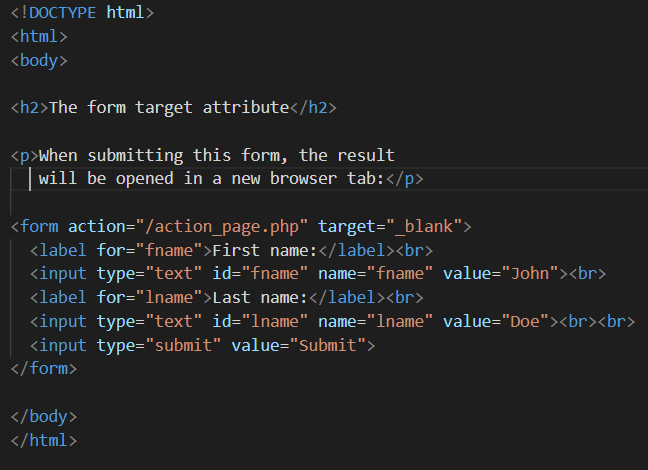 <!DOCTYPE html>
<html>
<body>

<h2>The form target attribute</h2>

<p>When submitting this form, the result
   will be opened in a new browser tab:</p>

<form action="/action_page.php" target="_blank">
  <label for="fname">First name:</label><br>
  <input type="text" id="fname" name="fname" value="John"><br>
  <label for="lname">Last name:</label><br>
  <input type="text" id="lname" name="lname" value="Doe"><br><br>
  <input type="submit" value="Submit">
</form>

</body>
</html>